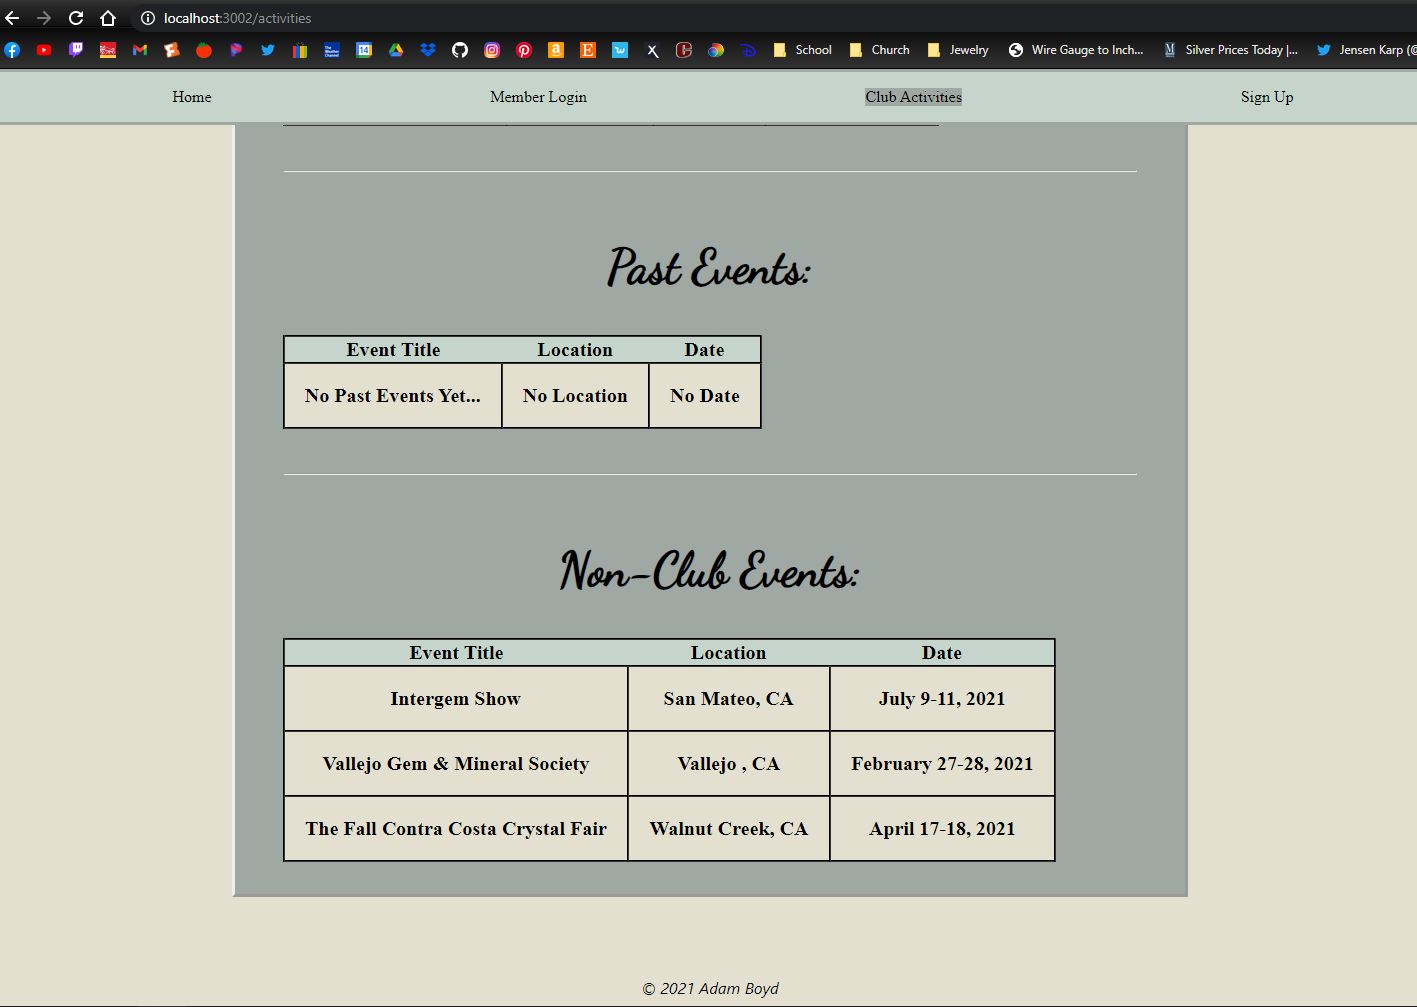 localhost:3002/activities
School Church Jewelry Wire Gauge to Inch... Silver Prices Today |... Jensen Karp (@
Home Member Login Club Activities Sign Up
Past Events:
Event Title Location Date
No Past Events Yet... No Location No Date
Non-Club Events:
Event Title Location Date
Intergem Show San Mateo, CA July 9-11, 2021
Vallejo Gem & Mineral Society Vallejo , CA February 27-28, 2021
The Fall Contra Costa Crystal Fair Walnut Creek, CA April 17-18, 2021
© 2021 Adam Boyd